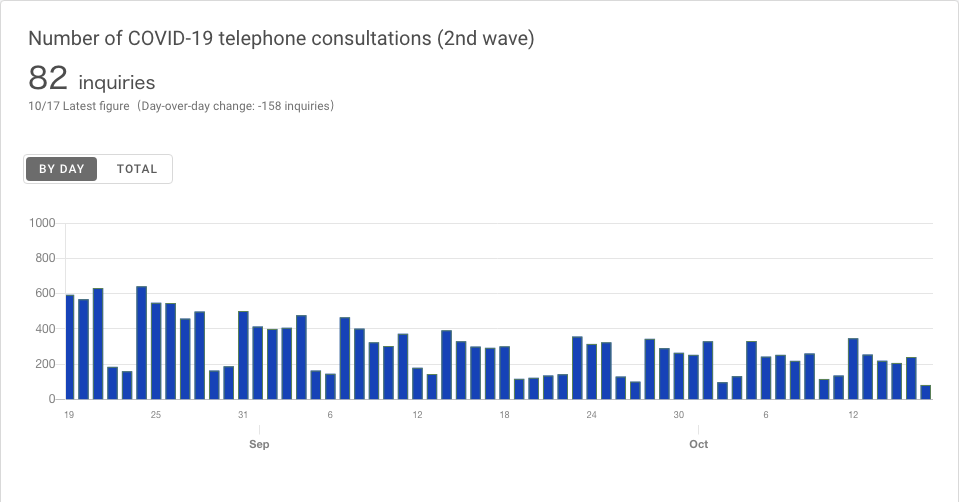 Number of COVID-19 telephone consultations (2nd wave)
82 inquiries
10/17 Latest figure (Day-over-day change: -158 inquiries)
BY DAY TOTAL
1000
800
600
400
200
0
19 25 31 6 12 18 24 30 6 12
Sep Oct